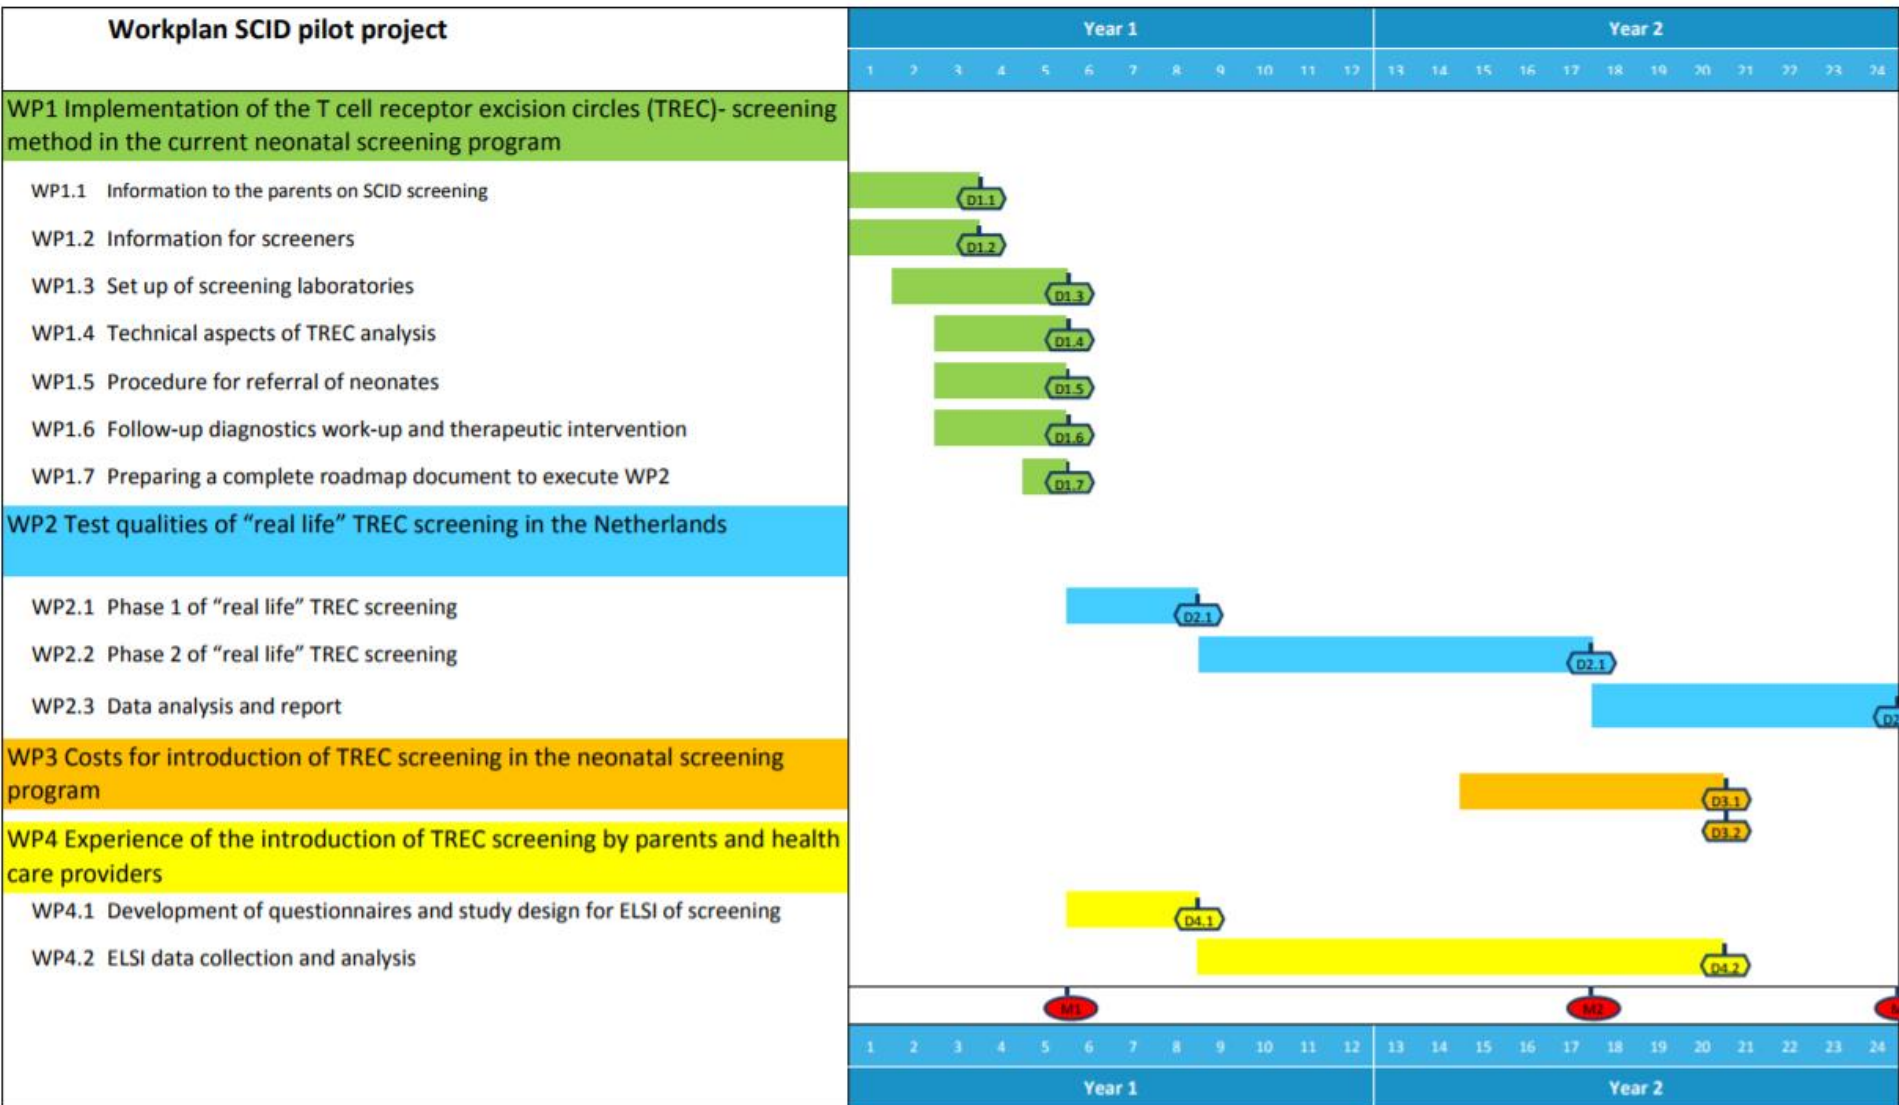 Workplan SCID pilot project
Year 1 Year 2
1 2 3 4 5 6 7 8 9 10 11 12 13 14 15 16 17 18 19 20 21 22 23 24
WP1 Implementation of the T cell receptor excision circles (TREC)- screening
method in the current neonatal screening program
WP1.1 Information to the parents on SCID screening
D1.1
WP1.2 Information for screeners
D1.2
WP1.3 Set up of screening laboratories
D1.3
WP1.4 Technical aspects of TREC analysis
D1.4
WP1.5 Procedure for referral of neonates
D1.5
WP1.6 Follow-up diagnostics work-up and therapeutic intervention
D1.6
WP1.7 Preparing a complete roadmap document to execute WP2
D1.7
WP2 Test qualities of “real life” TREC screening in the Netherlands
WP2.1 Phase 1 of “real life” TREC screening
D2.1
WP2.2 Phase 2 of “real life” TREC screening
D2.1
WP2.3 Data analysis and report
WP3 Costs for introduction of TREC screening in the neonatal screening
program
D3.1
D3.2
WP4 Experience of the introduction of TREC screening by parents and health
care providers
WP4.1 Development of questionnaires and study design for ELSI of screening
D4.1
WP4.2 ELSI data collection and analysis
D4.2
M1 M2
1 2 3 4 5 6 7 8 9 10 11 12 13 14 15 16 17 18 19 20 21 22 23 24
Year 1 Year 2